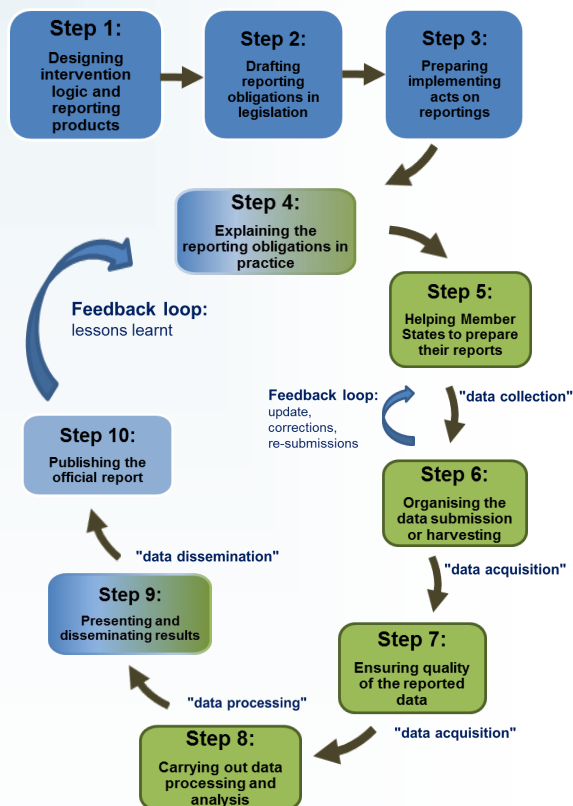 Step 1:
Designing
intervention
logic and
reporting
products
Step 2:
Drafting
reporting
obligations in
legislation
Step 3:
Preparing
implementing
acts on
reportings
Step 4:
Explaining the
reporting obligations in
practice
Step 5:
Helping Member
States to prepare
their reports
Feedback loop:
lessons learnt
Feedback loop:
update,
corrections,
re-submissions
"data collection"
Step 6:
Organising the
data submission
or harvesting
"data acquisition"
Step 7:
Ensuring quality
of the reported
data
"data acquisition"
Step 8:
Carrying out data
processing and
analysis
"data processing"
Step 9:
Presenting and
disseminating results
"data dissemination"
Step 10:
Publishing the
official report